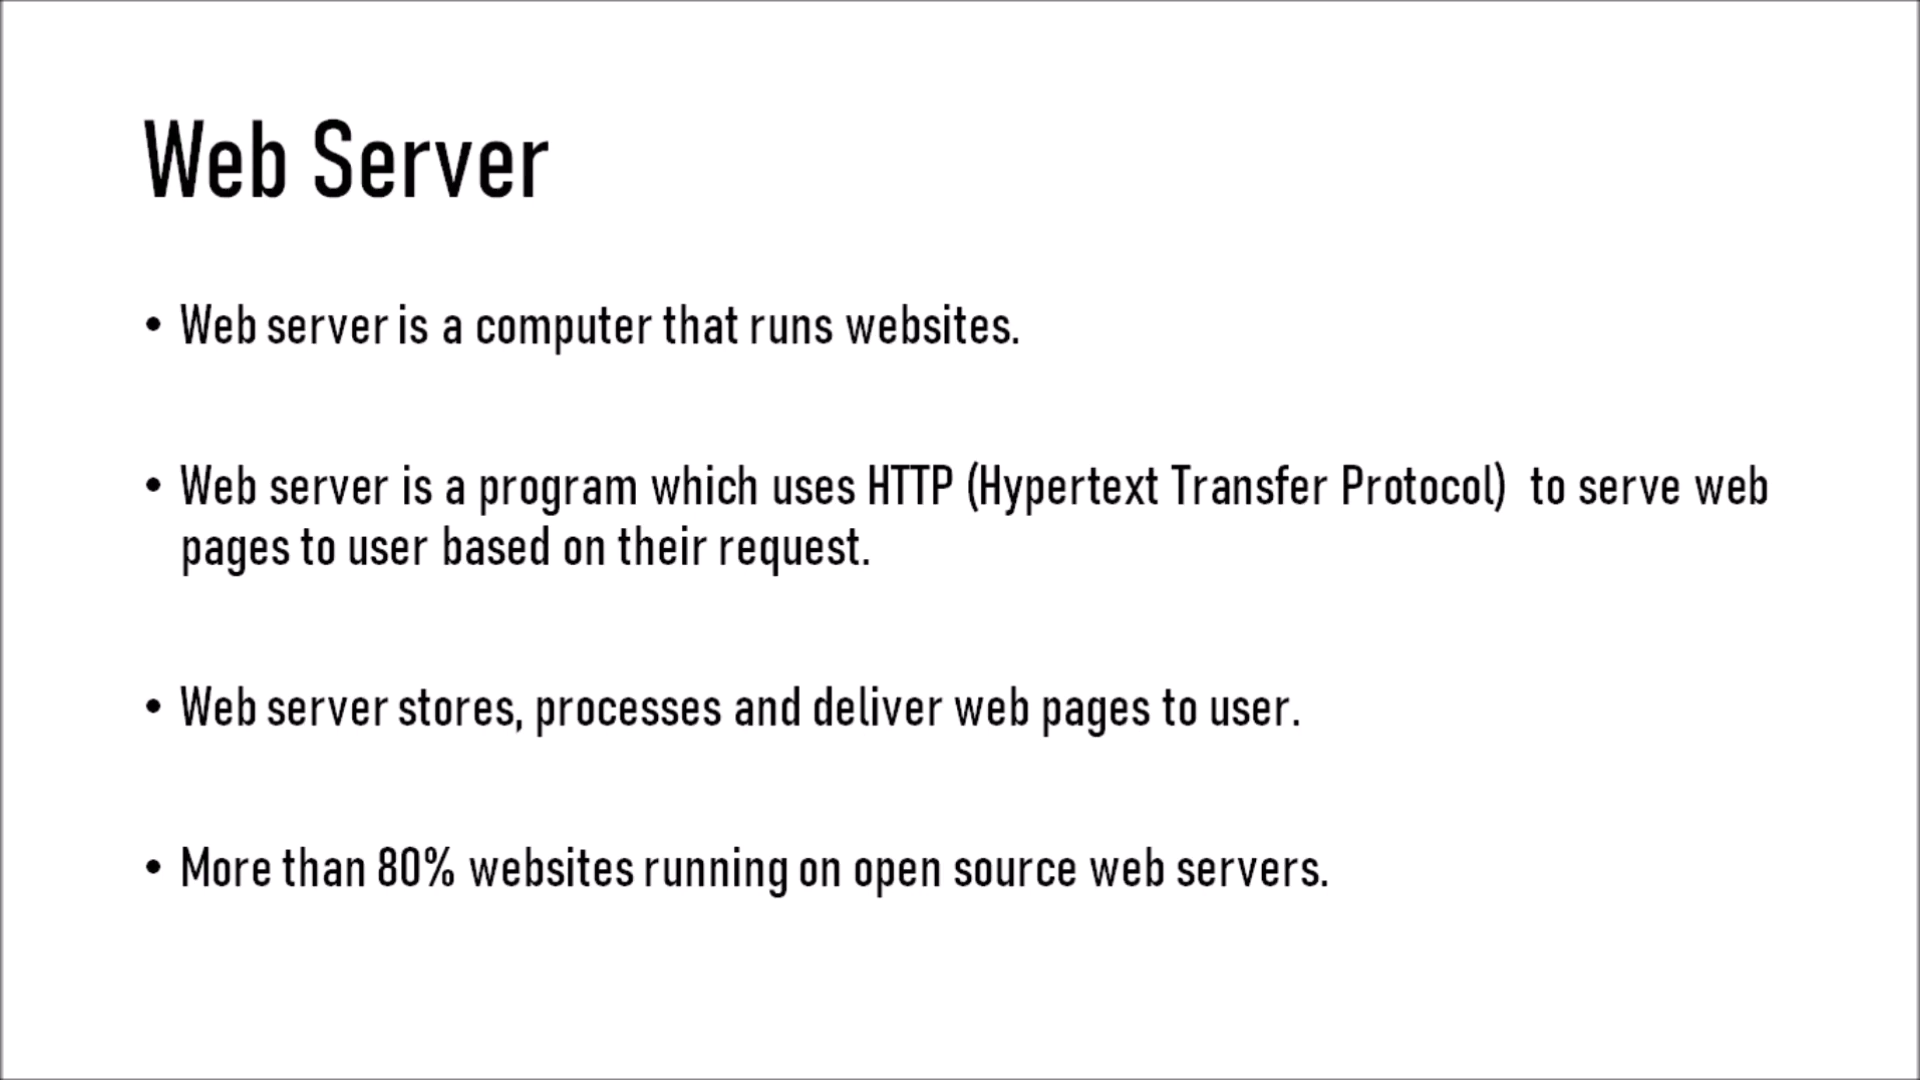 Web Server
• Web server is a computer that runs websites.
• Web server is a program which uses HTTP (Hypertext Transfer Protocol) to serve web
pages to user based on their request.
• Web server stores, processes and deliver web pages to user.
• More than 80% websites running on open source web servers.